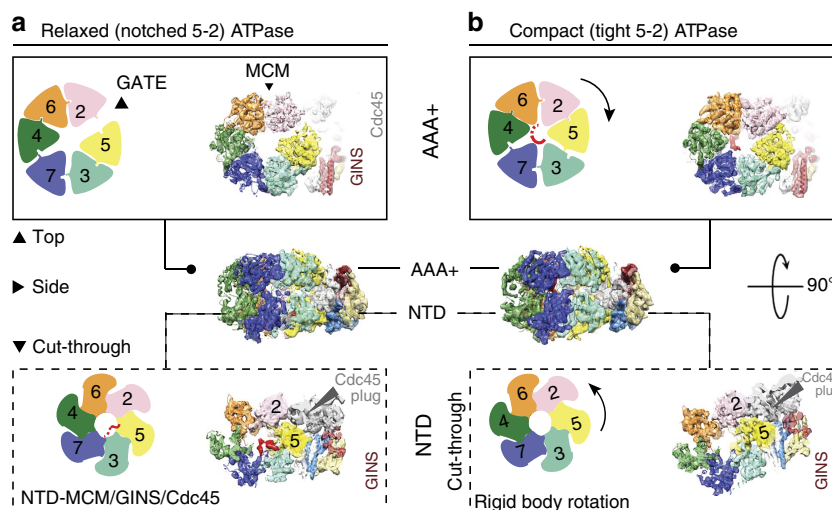 a
Relaxed (notched 5-2) ATPase
GATE
MCM
6
2
4
5
7
3
Cdc45
GINS
AAA+
b
Compact (tight 5-2) ATPase
6
2
4
5
7
3
GINS
▲ Top
► Side
▼ Cut-through
AAA+
NTD
90°
6
2
4
5
7
3
2
5
Cdc45
plug
NTD-MCM/GINS/Cdc45
GINS
NTD
Cut-through
6
2
4
5
7
3
2
5
Cdc45
plug
Rigid body rotation
GINS